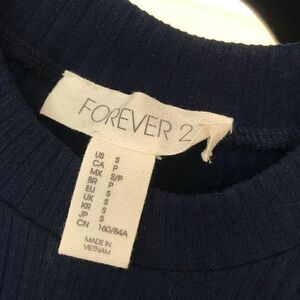 FOREVER 21
US S
CA P
MX S/P
BR P
EU S
UK S
KR S
JP S
CN 160/84A
MADE IN
VIETNAM